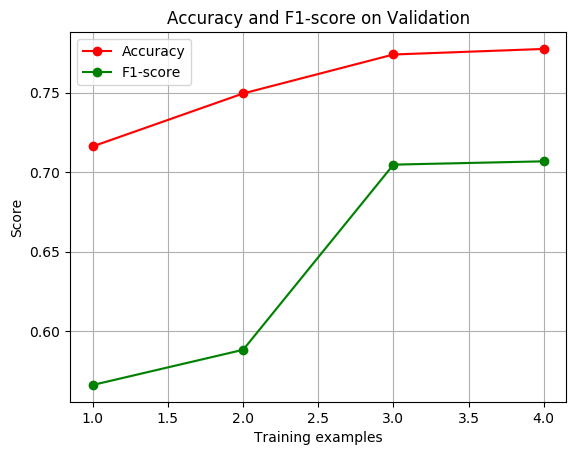 Accuracy and F1-score on Validation
Accuracy
F1-score
0.75
0.70
0.65
0.60
Score
1.0 1.5 2.0 2.5 3.0 3.5 4.0
Training examples